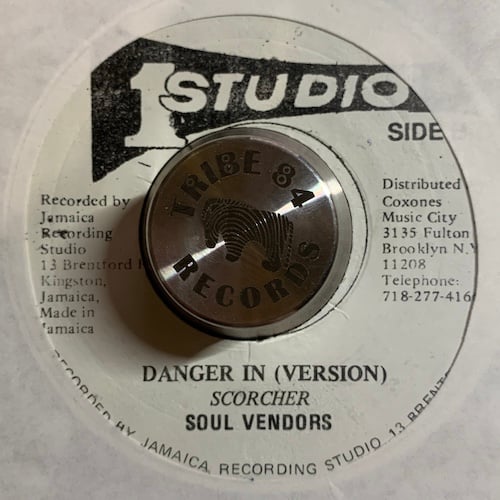 1 STUDIO
SIDE
Recorded by
Jamaica
Recording
Studio
13 Brentford
Kingston,
Jamaica,
Made in
Jamaica
Distributed
Coxones
Music City
3135 Fulton
Brooklyn N.Y
11208
Telephone:
718-277-416
TRIBE 84
RECORDS
DANGER IN (VERSION)
SCORCHER
SOUL VENDORS
RECORDED BY JAMAICA RECORDING STUDIO 13 BRENT